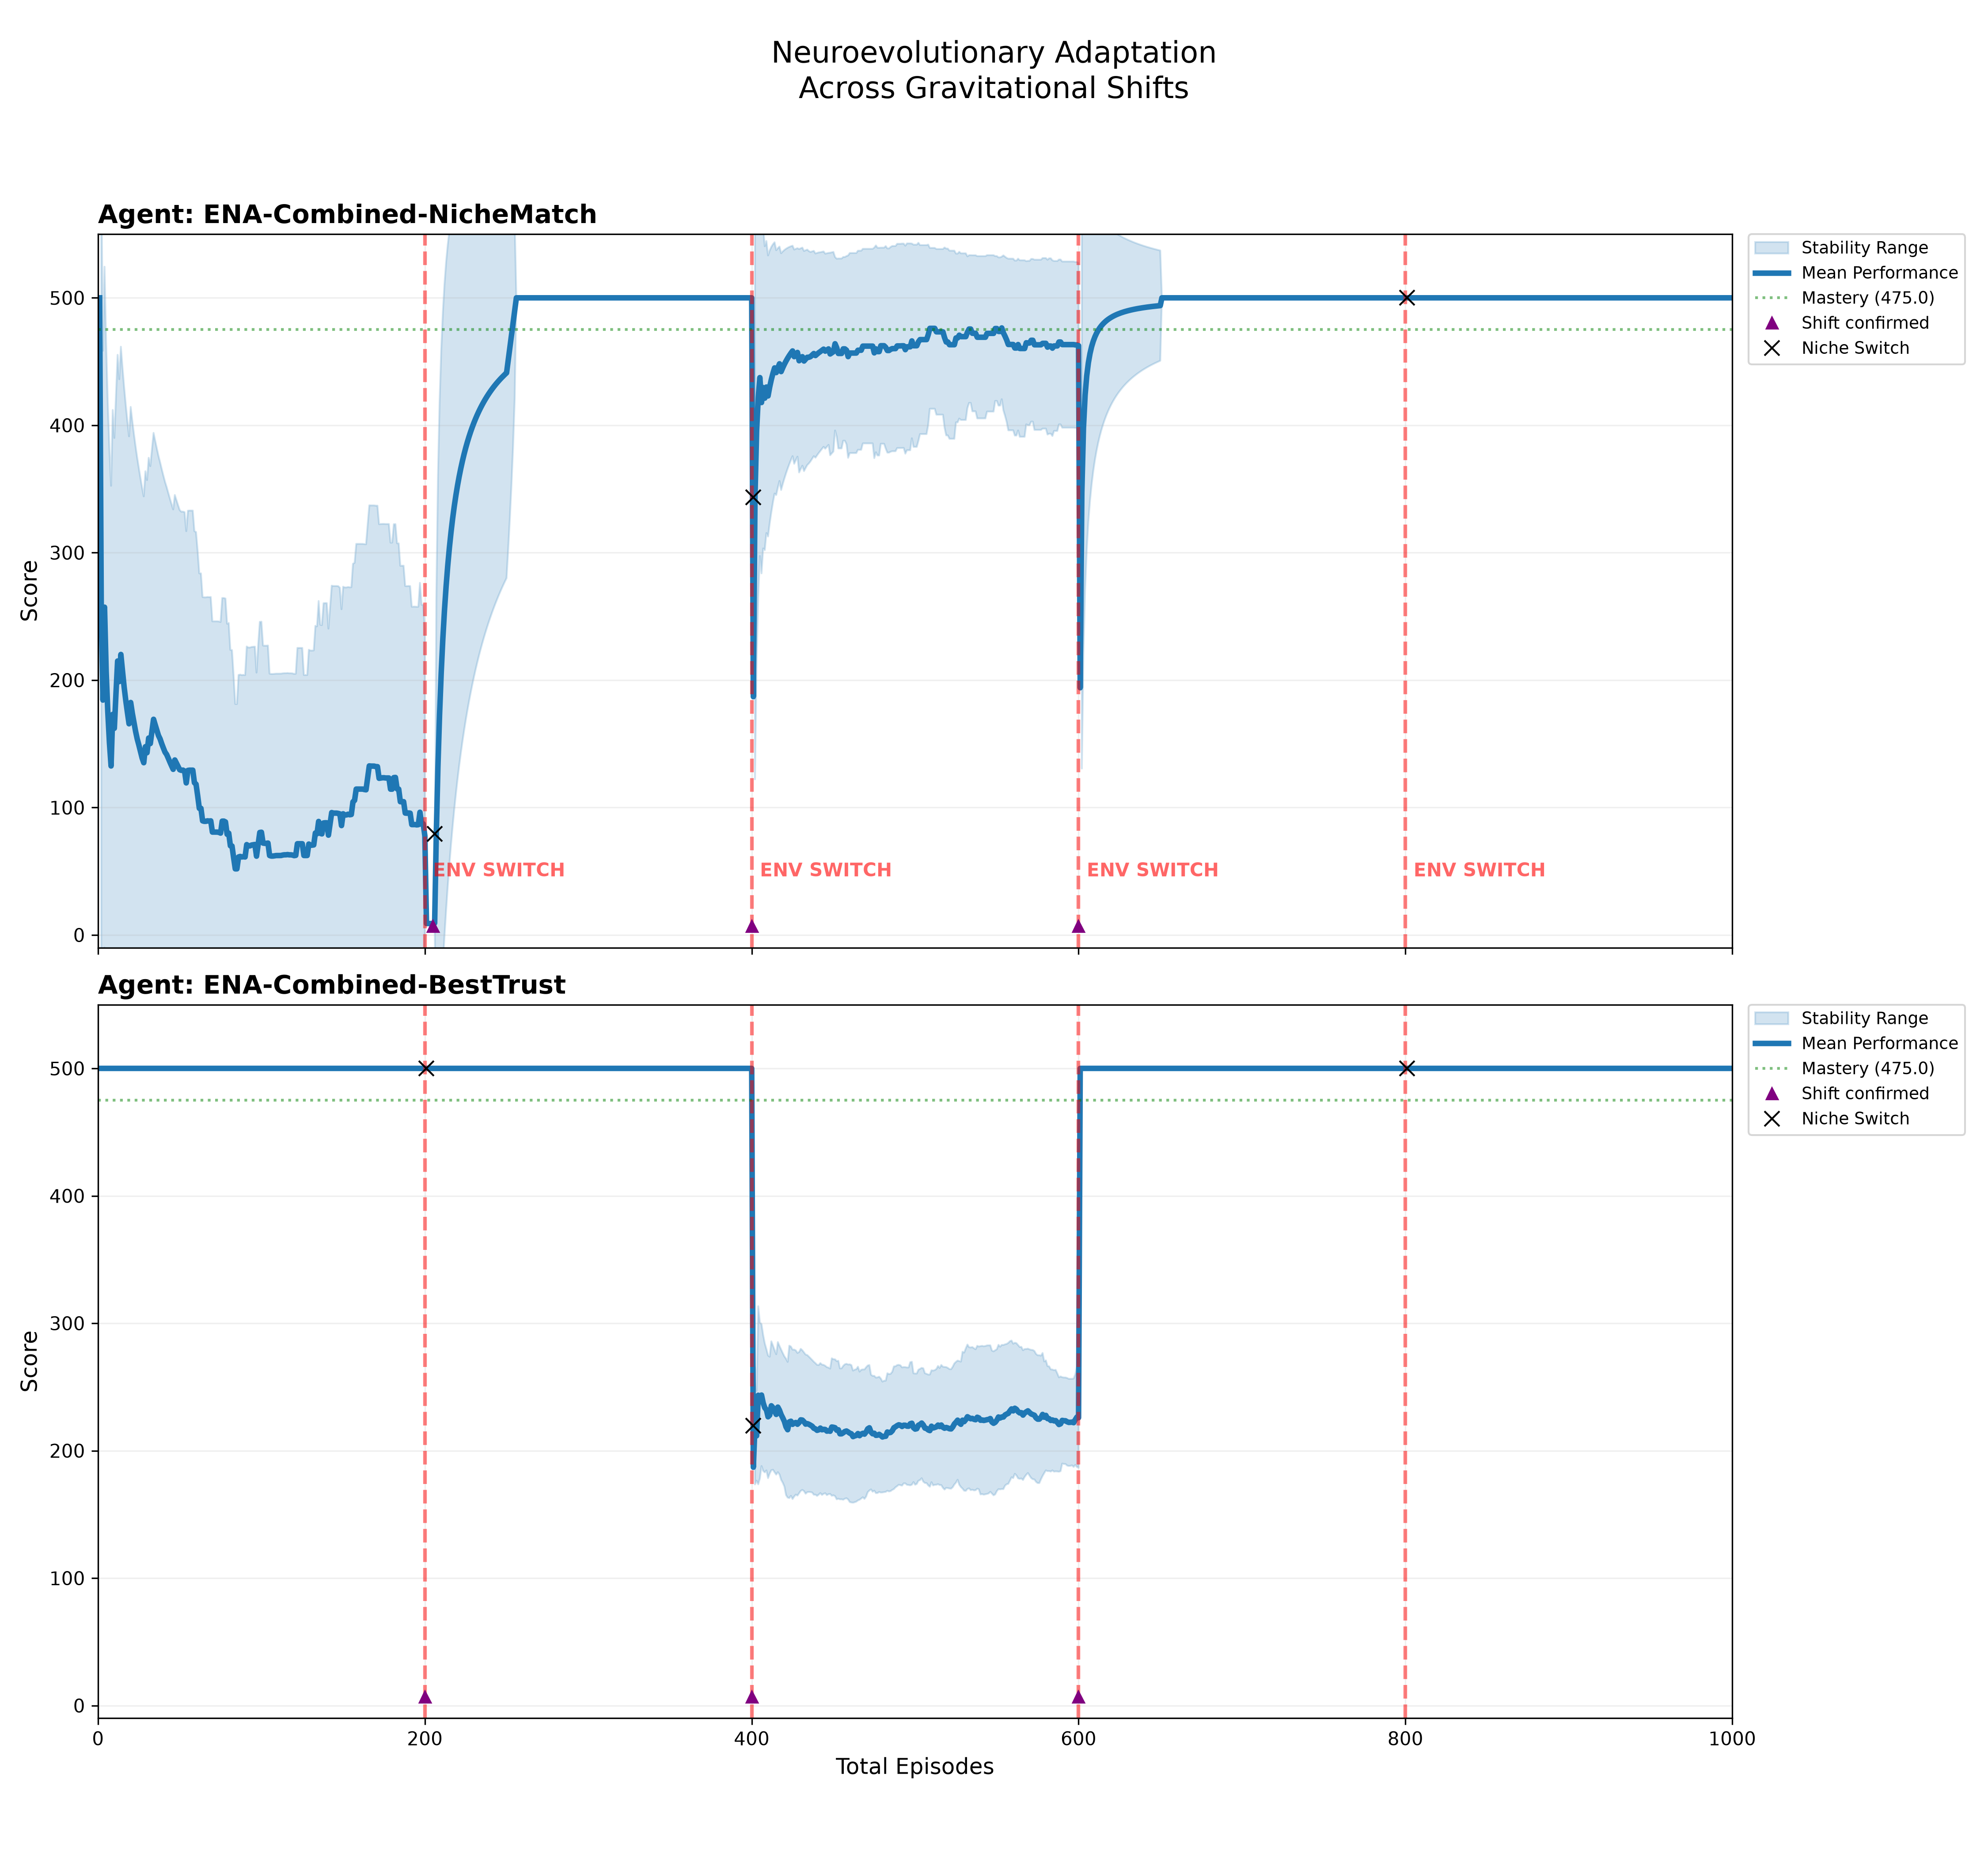 Neuroevolutionary Adaptation
Across Gravitational Shifts
Agent: ENA-Combined-NicheMatch
Score
500
400
300
200
100
0
ENV SWITCH
ENV SWITCH
ENV SWITCH
ENV SWITCH
Stability Range
Mean Performance
Mastery (475.0)
Shift confirmed
Niche Switch
Agent: ENA-Combined-BestTrust
Score
500
400
300
200
100
0
0
200
400
600
800
1000
Total Episodes
Stability Range
Mean Performance
Mastery (475.0)
Shift confirmed
Niche Switch